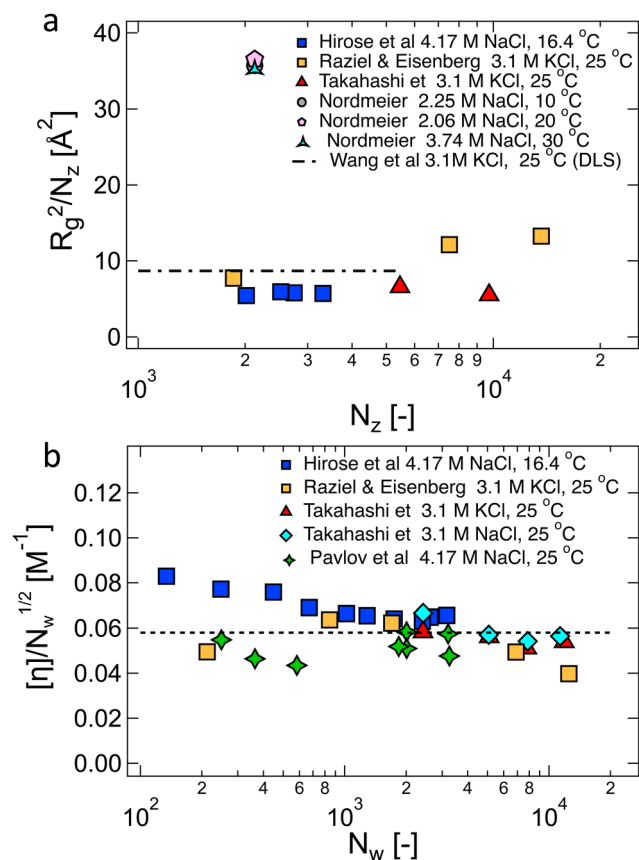 a
40
30
20
10
0
R_g^2/N_z [Å^2]
Hirose et al 4.17 M NaCl, 16.4 °C
Raziel & Eisenberg 3.1 M KCl, 25 °C
Takahashi et 3.1 M KCl, 25 °C
Nordmeier 2.25 M NaCl, 10 °C
Nordmeier 2.06 M NaCl, 20 °C
Nordmeier 3.74 M NaCl, 30 °C
Wang et al 3.1M KCl, 25 °C (DLS)
10^3 2 3 4 5 6 7 8 9 10^4 2
N_z [-]
b
0.12
0.10
0.08
0.06
0.04
0.02
0.00
[η]/N_w^1/2 [M^-1]
Hirose et al 4.17 M NaCl, 16.4 °C
Raziel & Eisenberg 3.1 M KCl, 25 °C
Takahashi et 3.1 M KCl, 25 °C
Takahashi et 3.1 M NaCl, 25 °C
Pavlov et al 4.17 M NaCl, 25 °C
10^2 2 4 6 8 10^3 2 4 6 8 10^4 2
N_w [-]